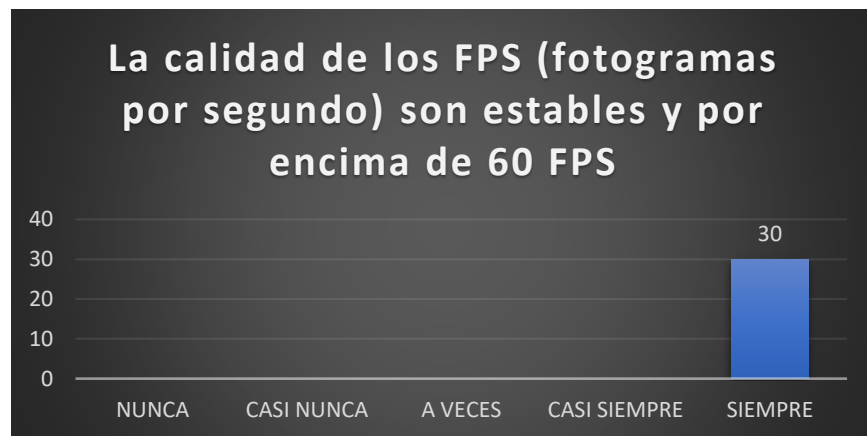 La calidad de los FPS (fotogramas
por segundo) son estables y por
encima de 60 FPS
40
30
30
20
10
0
NUNCA CASI NUNCA A VECES CASI SIEMPRE SIEMPRE